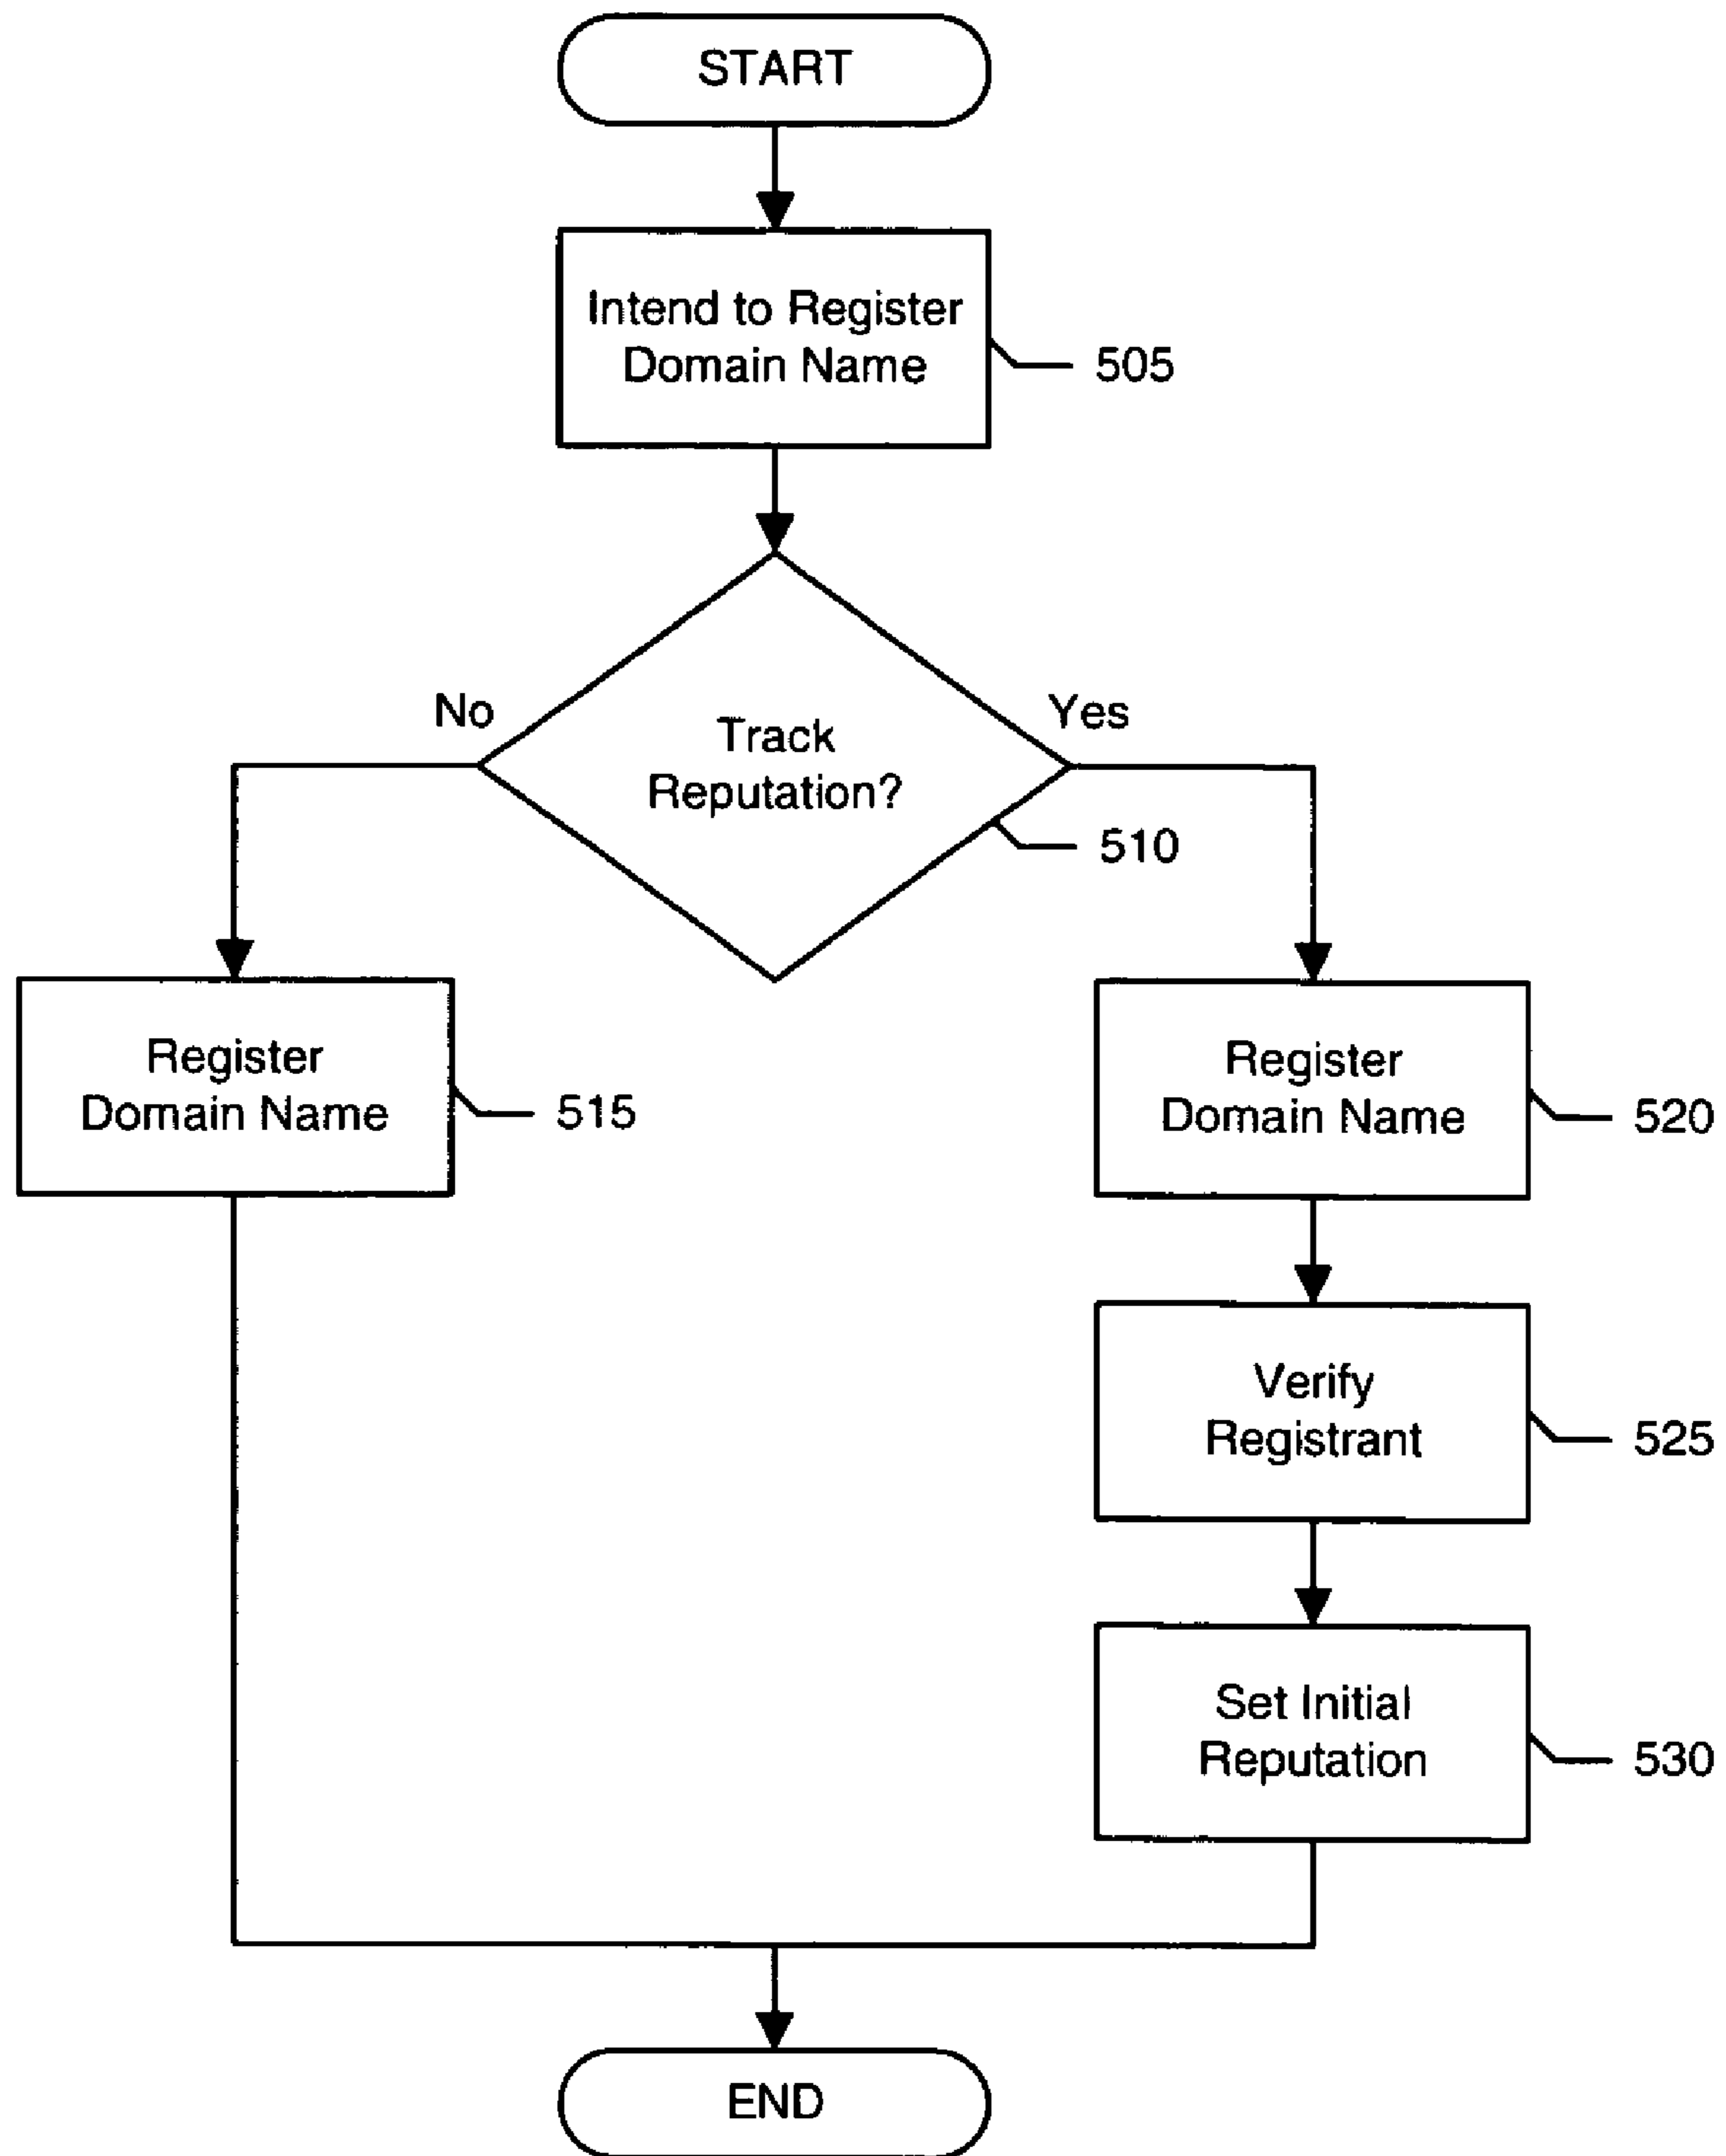 START
Intend to Register
Domain Name
505
No
Yes
Track
Reputation?
510
Register
Domain Name
515
Register
Domain Name
520
Verify
Registrant
525
Set Initial
Reputation
530
END